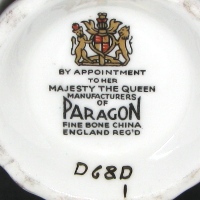 BY APPOINTMENT
TO HER
MAJESTY THE QUEEN
MANUFACTURERS
OF
PARAGON
FINE BONE CHINA
ENGLAND REG'D
D68D
1